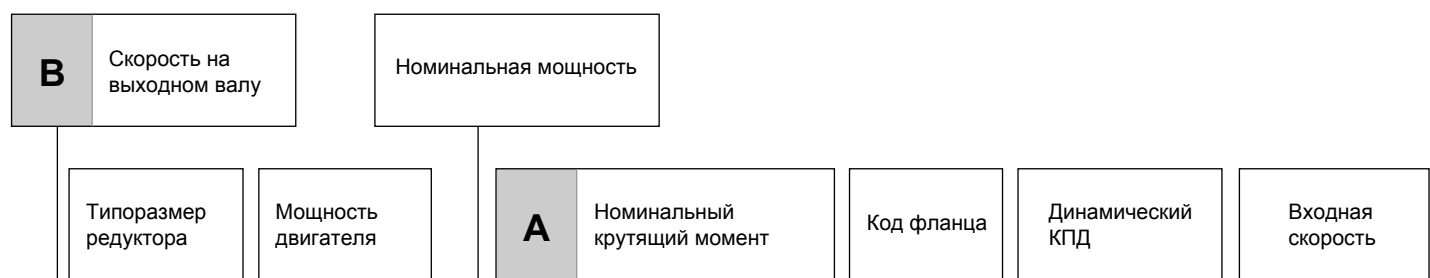 B
Скорость на
выходном валу
Номинальная мощность
Типоразмер
редуктора
Мощность
двигателя
A
Номинальный
крутящий момент
Код фланца
Динамический
КПД
Входная
скорость